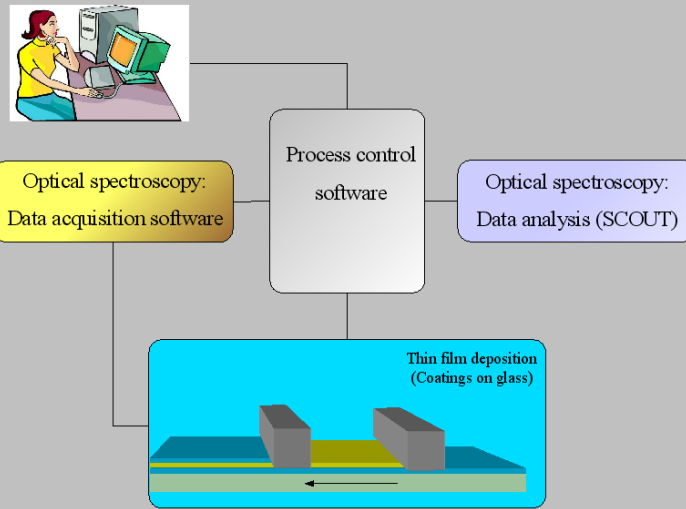 Process control
software
Optical spectroscopy:
Data acquisition software
Optical spectroscopy:
Data analysis (SCOUT)
Thin film deposition
(Coatings on glass)